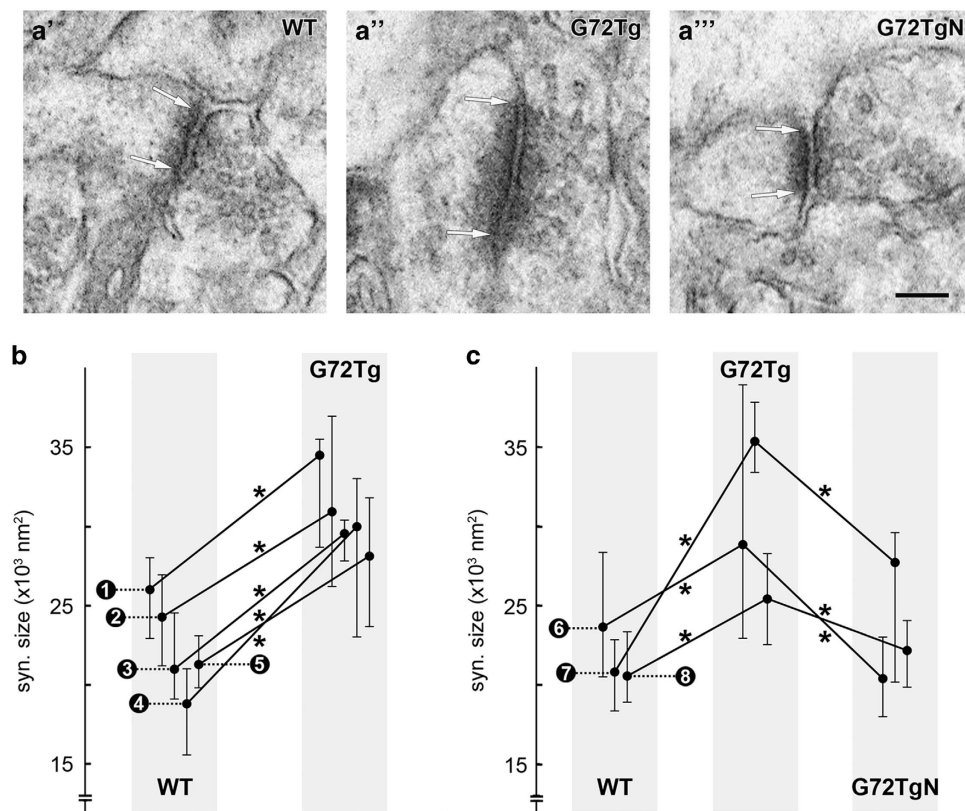 a’ WT
a’’ G72Tg
a’’’ G72TgN
b
G72Tg
syn. size (x10³ nm²)
35
25
15
*
*
*
*
*
1
2
3
4
5
WT
c
G72Tg
syn. size (x10³ nm²)
35
25
15
*
*
*
*
*
*
6
7
8
WT
G72TgN